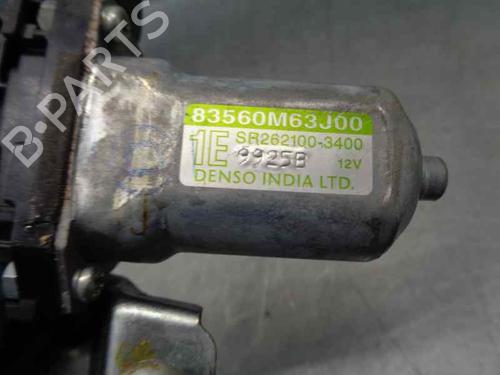 83560M63J00
1E SR262100-3400
9925B 12V
DENSO INDIA LTD.
B-PARTS